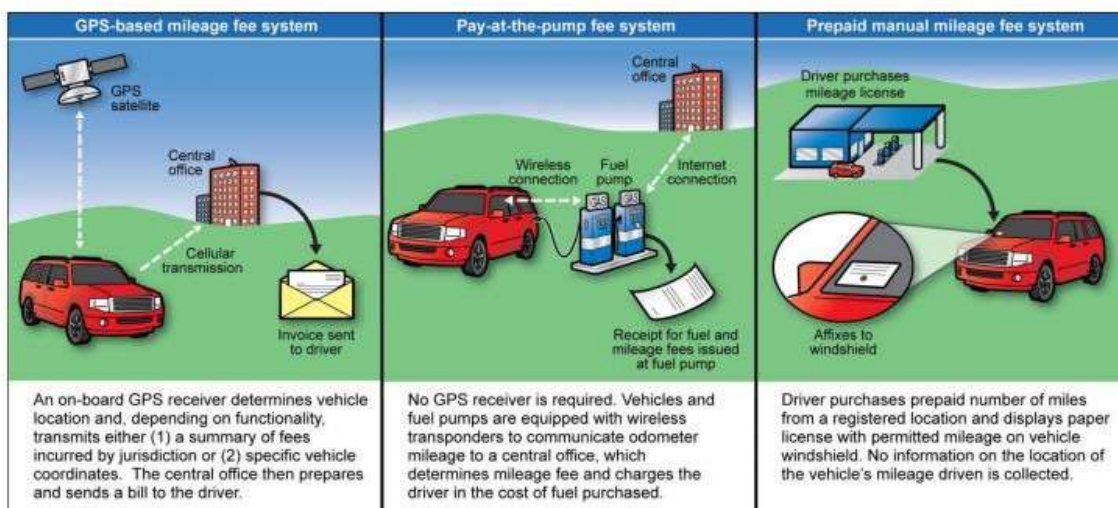 GPS-based mileage fee system
GPS
satellite
Central
office
Cellular
transmission
Invoice sent
to driver
An on-board GPS receiver determines vehicle
location and, depending on functionality,
transmits either (1) a summary of fees
incurred by jurisdiction or (2) specific vehicle
coordinates. The central office then prepares
and sends a bill to the driver.
Pay-at-the-pump fee system
Central
office
Wireless
connection
Fuel
pump
Internet
connection
GAS
GAS
Receipt for fuel and
mileage fees issued
at fuel pump
No GPS receiver is required. Vehicles and
fuel pumps are equipped with wireless
transponders to communicate odometer
mileage to a central office, which
determines mileage fee and charges the
driver in the cost of fuel purchased.
Prepaid manual mileage fee system
Driver purchases
mileage license
Affixes to
windshield
Driver purchases prepaid number of miles
from a registered location and displays paper
license with permitted mileage on vehicle
windshield. No information on the location of
the vehicle's mileage driven is collected.